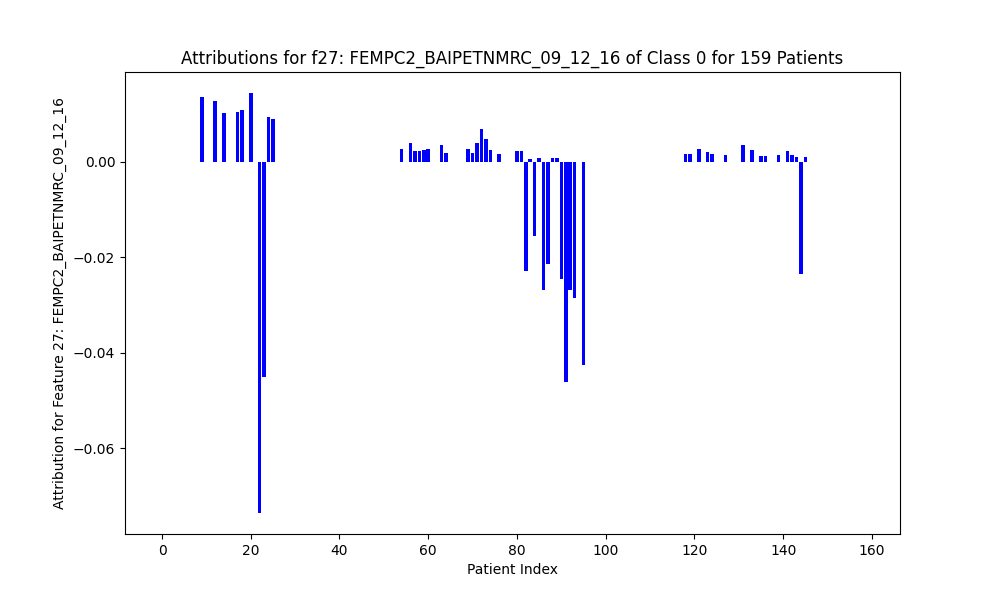 Attributions for f27: FEMPC2_BAIPETNMRC_09_12_16 of Class 0 for 159 Patients
Attribution for Feature 27: FEMPC2_BAIPETNMRC_09_12_16
0.00
−0.02
−0.04
−0.06
0 20 40 60 80 100 120 140 160
Patient Index